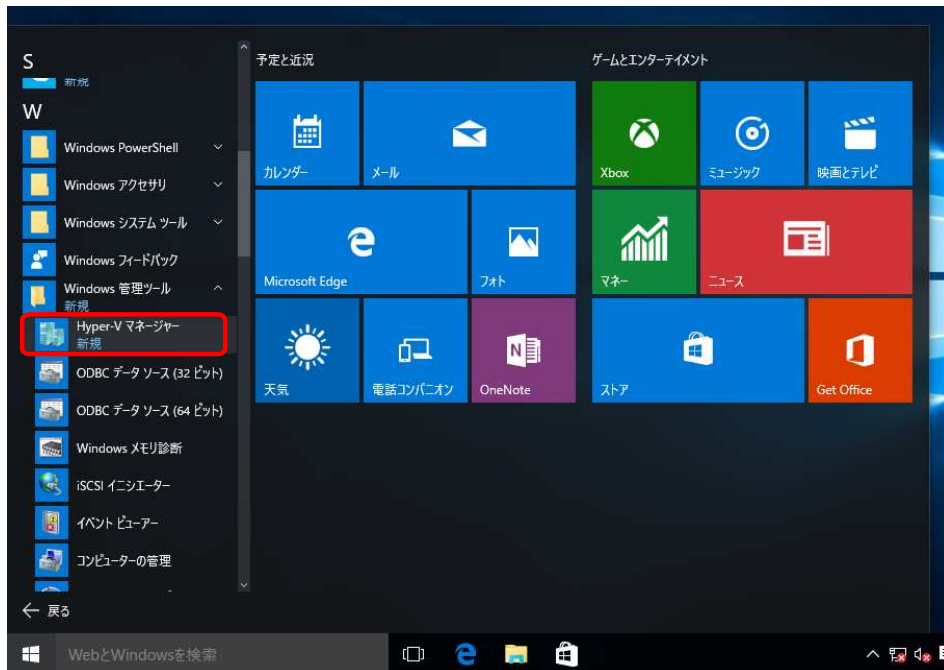 S
新規
W
Windows PowerShell
Windows アクセサリ
Windows システム ツール
Windows フィードバック
Windows 管理ツール
新規
Hyper-V マネージャー
新規
ODBC データ ソース (32 ビット)
ODBC データ ソース (64 ビット)
Windows メモリ診断
iSCSI イニシエーター
イベント ビューアー
コンピューターの管理
戻る
予定と近況
カレンダー
メール
Microsoft Edge
フォト
天気
電話コンパニオン
OneNote
ゲームとエンターテイメント
Xbox
ミュージック
映画とテレビ
マネー
ニュース
ストア
Get Office
WebとWindowsを検索